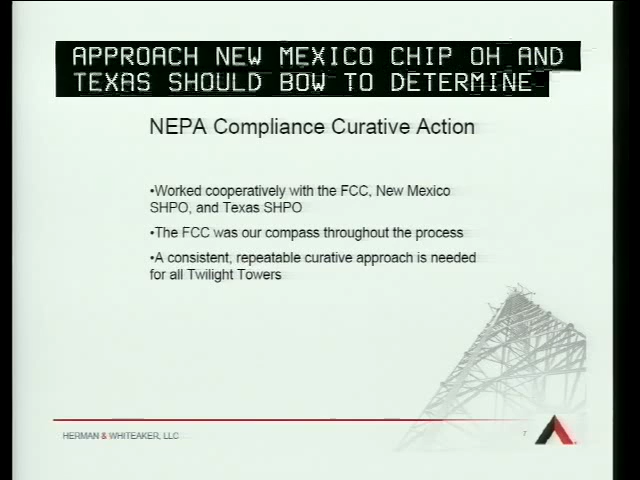 APPROACH NEW MEXICO CHIP OH AND
TEXAS SHOULD BOW TO DETERMINE
NEPA Compliance Curative Action
•Worked cooperatively with the FCC, New Mexico
SHPO, and Texas SHPO
•The FCC was our compass throughout the process
•A consistent, repeatable curative approach is needed
for all Twilight Towers
HERMAN & WHITEAKER, LLC
7